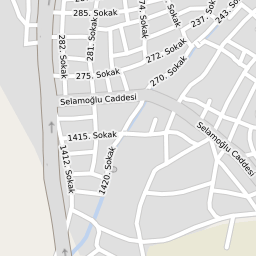 285. Sokak
282. Sokak
281. Sokak
74. Sokak
237.
243. Sok
272. Sokak
275. Sokak
270. Sokak
Selamoğlu Caddesi
Selamoğlu Caddesi
1415. Sokak
1412. Sokak
1420. Sokak